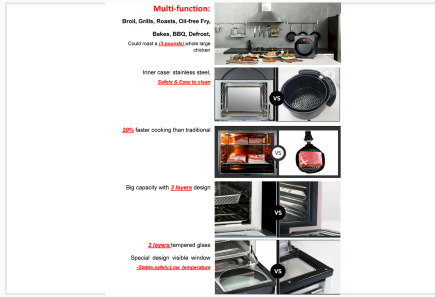 Multi-function:
Broil, Grills, Roasts, Oil-free Fry,
Bakes, BBQ, Defrost,
Could roast a (3 pounds) whole large
chicken
Inner case: stainless steel,
Safety & Easy to clean
VS
20% faster cooking than traditional
VS
Big capacity with 3 layers design
VS
2 layers tempered glass
Special design visible window
-Stable,safety,Low temperature
VS